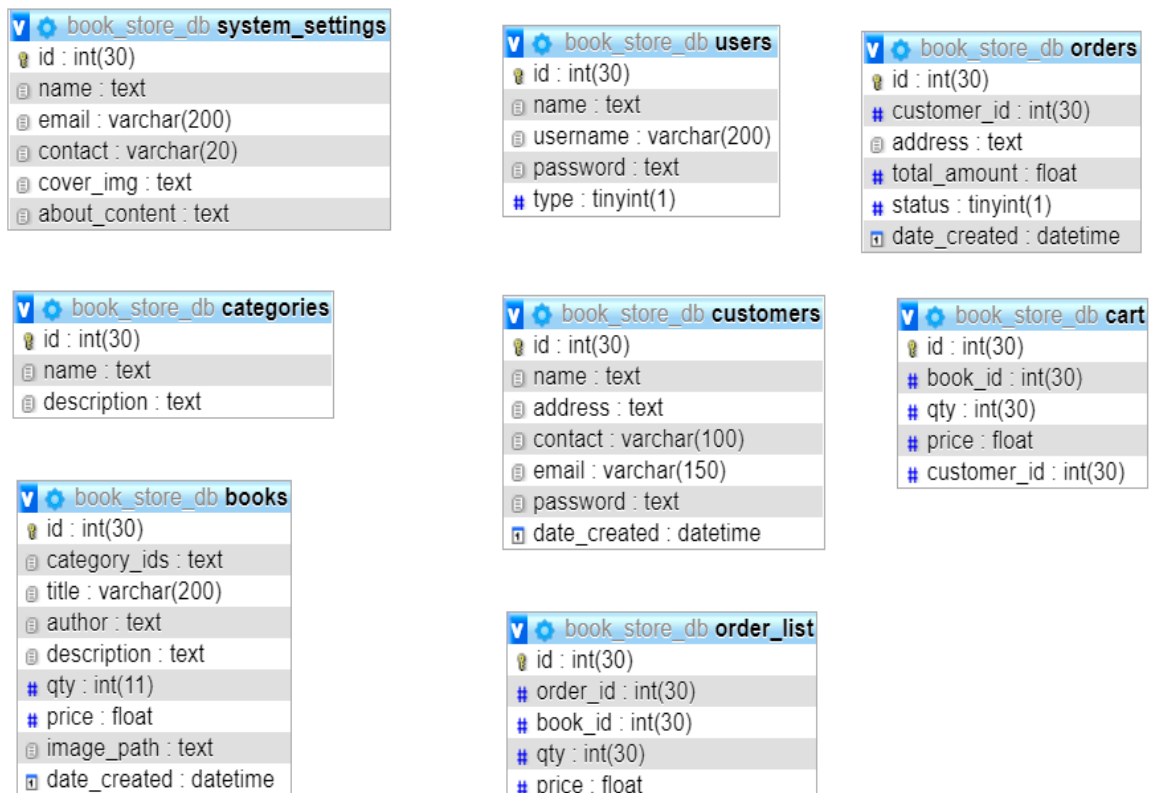 book_store_db system_settings
id : int(30)
name : text
email : varchar(200)
contact : varchar(20)
cover_img : text
about_content : text
book_store_db users
id : int(30)
name : text
username : varchar(200)
password : text
type : tinyint(1)
book_store_db orders
id : int(30)
customer_id : int(30)
address : text
total_amount : float
status : tinyint(1)
date_created : datetime
book_store_db categories
id : int(30)
name : text
description : text
book_store_db customers
id : int(30)
name : text
address : text
contact : varchar(100)
email : varchar(150)
password : text
date_created : datetime
book_store_db cart
id : int(30)
book_id : int(30)
qty : int(30)
price : float
customer_id : int(30)
book_store_db books
id : int(30)
category_ids : text
title : varchar(200)
author : text
description : text
qty : int(11)
price : float
image_path : text
date_created : datetime
book_store_db order_list
id : int(30)
order_id : int(30)
book_id : int(30)
qty : int(30)
price : float